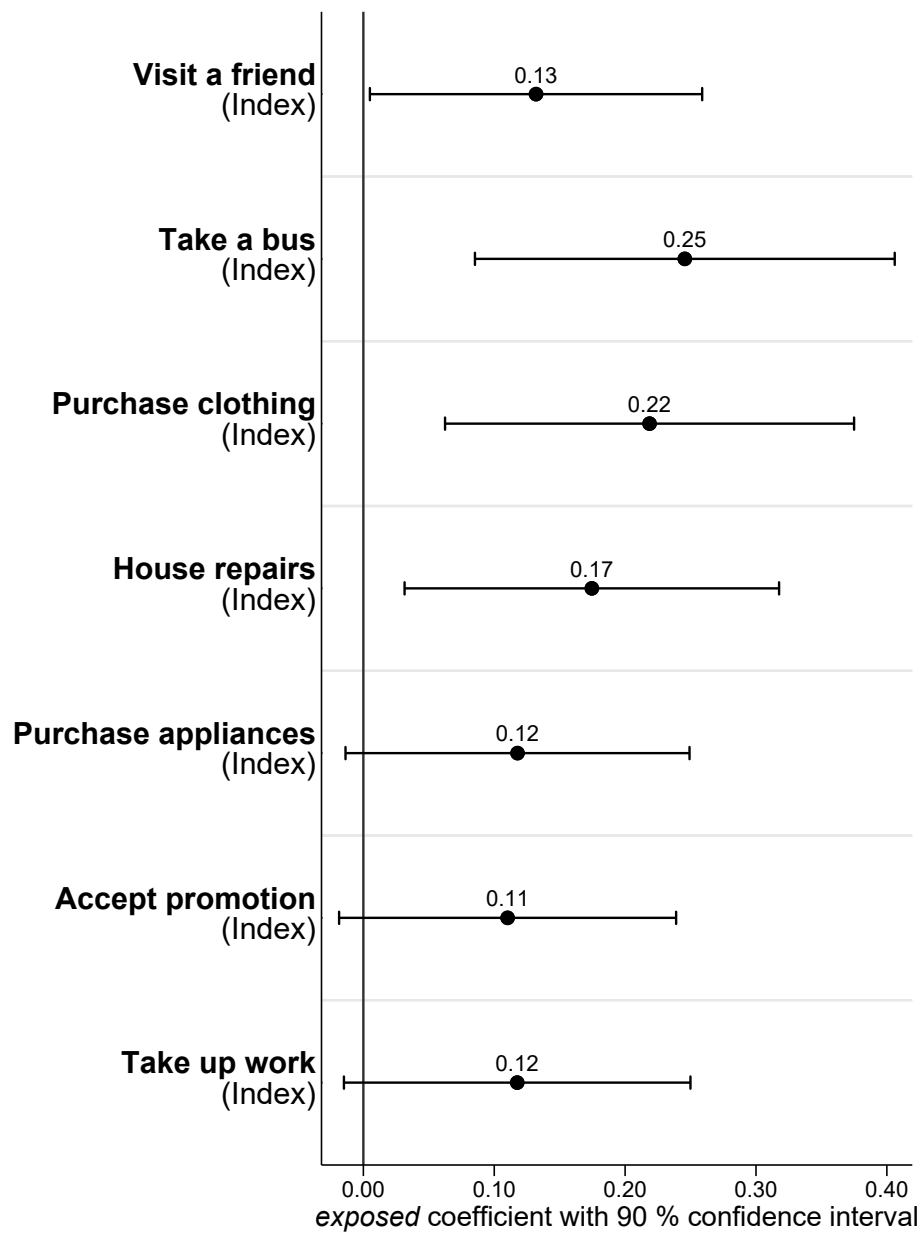 Visit a friend
(Index)
0.13
Take a bus
(Index)
0.25
Purchase clothing
(Index)
0.22
House repairs
(Index)
0.17
Purchase appliances
(Index)
0.12
Accept promotion
(Index)
0.11
Take up work
(Index)
0.12
0.00 0.10 0.20 0.30 0.40
exposed coefficient with 90 % confidence interval